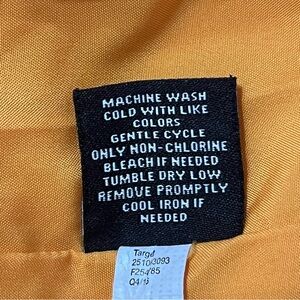 MACHINE WASH
COLD WITH LIKE
COLORS
GENTLE CYCLE
ONLY NON-CHLORINE
BLEACH IF NEEDED
TUMBLE DRY LOW
REMOVE PROMPTLY
COOL IRON IF
NEEDED